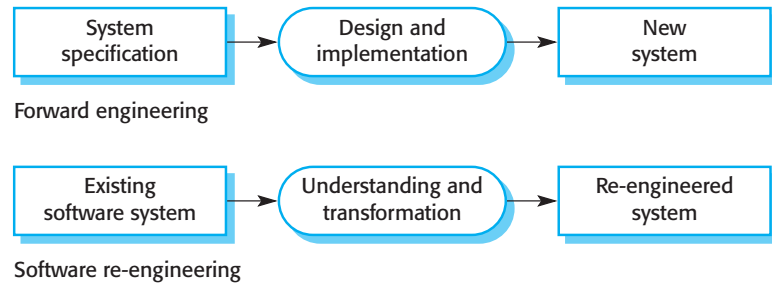 System
specification
Design and
implementation
New
system
Forward engineering
Existing
software system
Understanding and
transformation
Re-engineered
system
Software re-engineering